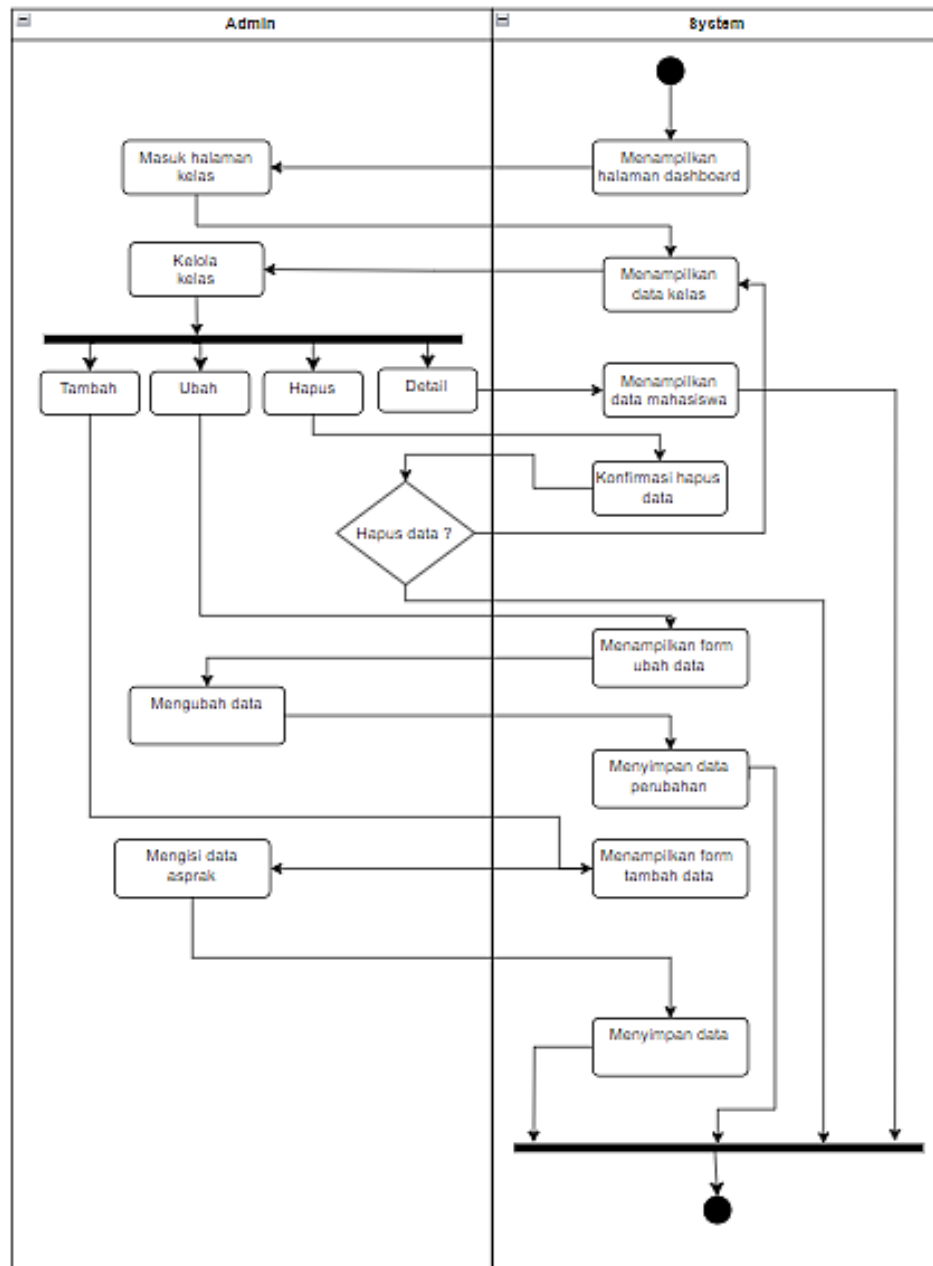 Admin
System
Menampilkan
halaman dashboard
Masuk halaman
kelas
Kelola
kelas
Menampilkan
data kelas
Tambah
Ubah
Hapus
Detail
Menampilkan
data mahasiswa
Konfirmasi hapus
data
Hapus data ?
Menampilkan form
ubah data
Mengubah data
Menyimpan data
perubahan
Mengisi data
asprak
Menampilkan form
tambah data
Menyimpan data